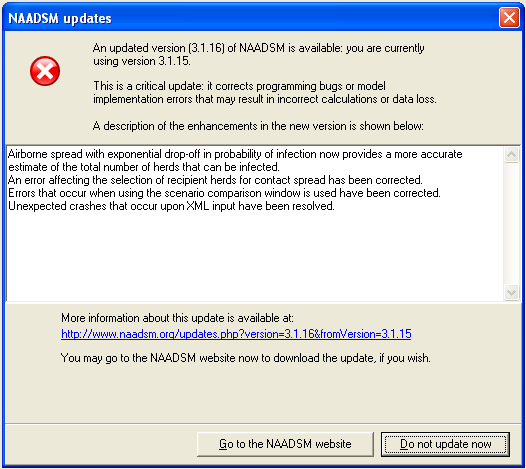 NAADSM updates
An updated version (3.1.16) of NAADSM is available: you are currently
using version 3.1.15.
This is a critical update: it corrects programming bugs or model
implementation errors that may result in incorrect calculations or data loss.
A description of the enhancements in the new version is shown below:
Airborne spread with exponential drop-off in probability of infection now provides a more accurate
estimate of the total number of herds that can be infected.
An error affecting the selection of recipient herds for contact spread has been corrected.
Errors that occur when using the scenario comparison window is used have been corrected.
Unexpected crashes that occur upon XML input have been resolved.
More information about this update is available at:
http://www.naadsm.org/updates.php?version=3.1.16&fromVersion=3.1.15
You may go to the NAADSM website now to download the update, if you wish.
Go to the NAADSM website
Do not update now